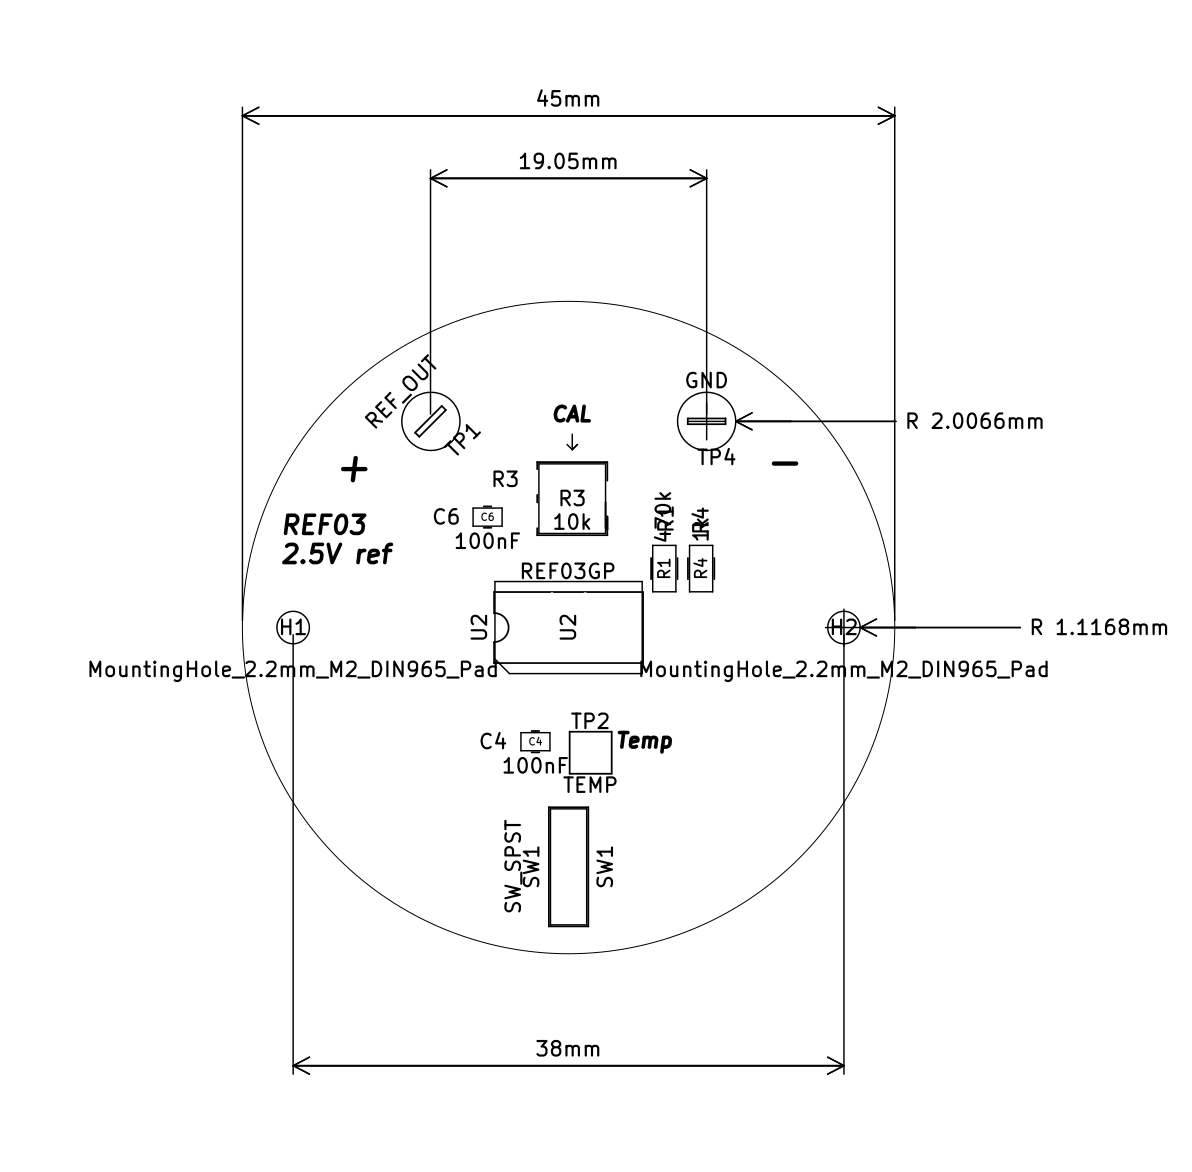 45mm
19.05mm
REF_OUT
TP1
GND
TP4
R 2.0066mm
CAL
+
−
R3
R3
10k
C6
C6
100nF
REF03
2.5V ref
470k
R1
R1
1k
R4
R4
REF03GP
U2
U2
H1
H2
R 1.1168mm
MountingHole_2.2mm_M2_DIN965_Pad
MountingHole_2.2mm_M2_DIN965_Pad
TP2
Temp
C4
C4
100nF
TEMP
SW_SPST
SW1
SW1
38mm